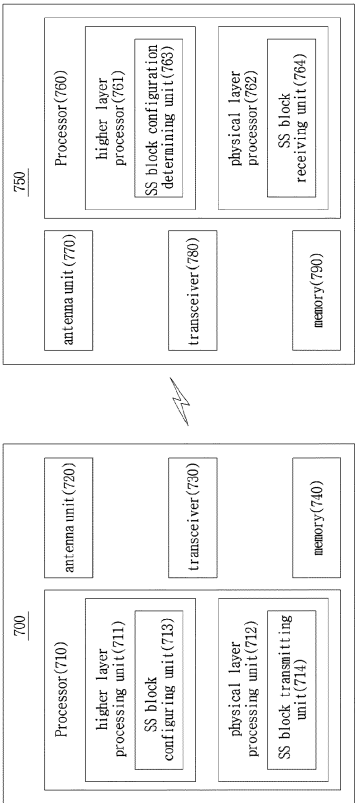 700
Processor(710)
higher layer
processing unit(711)
SS block
configuring unit(713)
physical layer
processing unit(712)
SS block transmitting
unit(714)
antenna unit(720)
transceiver(730)
memory(740)
750
antenna unit(770)
transceiver(780)
memory(790)
Processor(760)
higher layer
processor(761)
SS block configuration
determining unit(763)
physical layer
processor(762)
SS block
receiving unit(764)